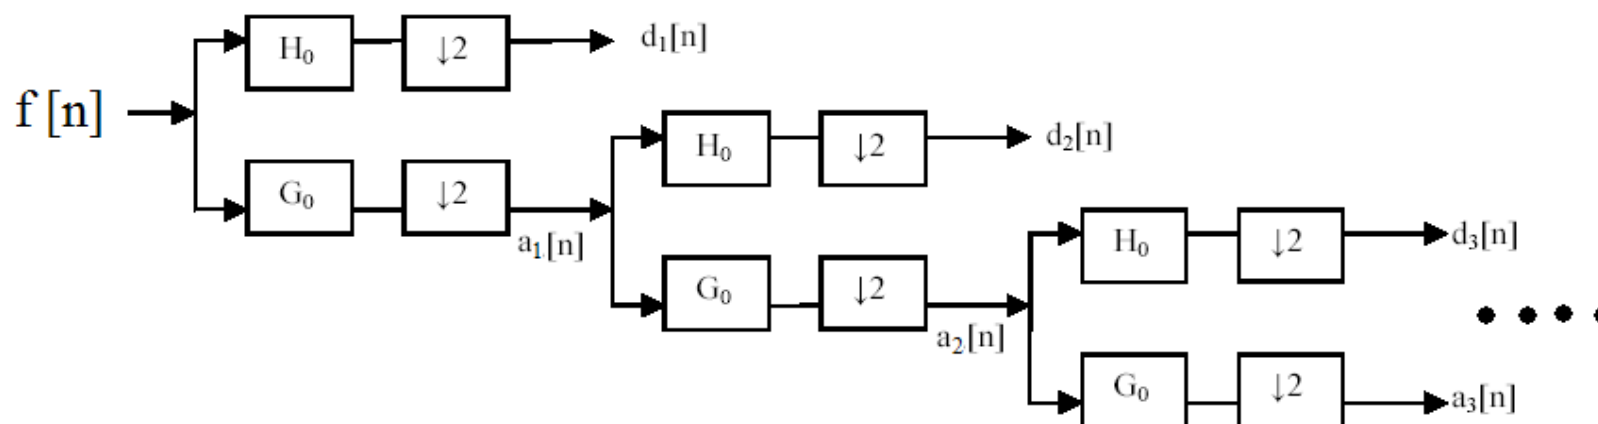 H₀ ↓2 d₁[n]
f [n]
G₀ ↓2
a₁[n]
H₀ ↓2 d₂[n]
G₀ ↓2
a₂[n]
H₀ ↓2 d₃[n]
G₀ ↓2 a₃[n]